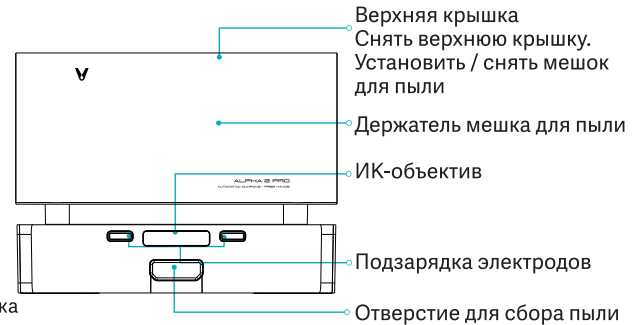 Верхняя крышка
Снять верхнюю крышку.
Установить / снять мешок
для пыли
Держатель мешка для пыли
ALPHA 2 PRO
ИК-объектив
Подзарядка электродов
Отверстие для сбора пыли
ка